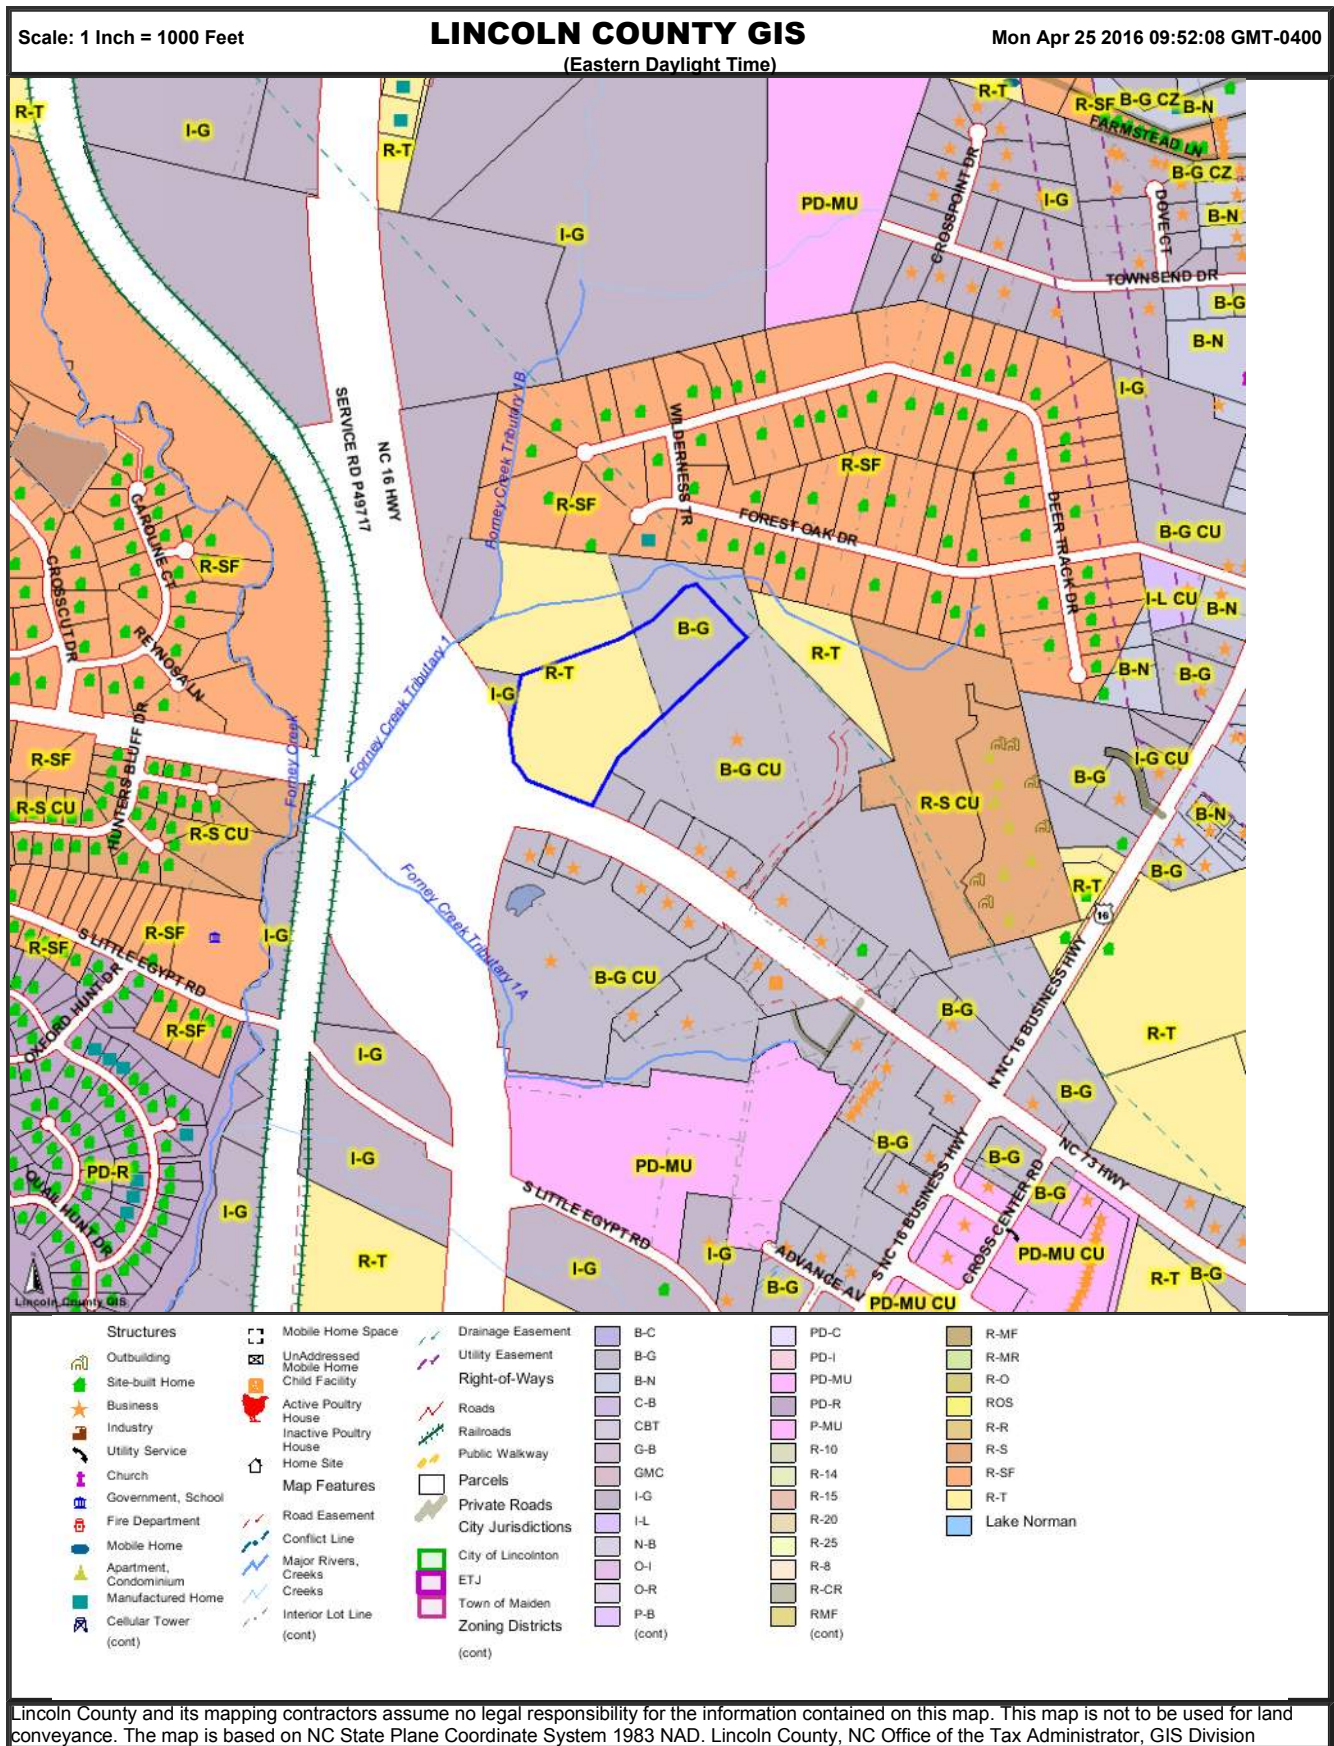 Scale: 1 Inch = 1000 Feet
LINCOLN COUNTY GIS
(Eastern Daylight Time)
Mon Apr 25 2016 09:52:08 GMT-0400
R-T
I-G
R-T
I-G
PD-MU
R-T
R-SF
B-G CZ
B-N
FARMSTEAD LN
B-G CZ
CROSSPOINT DR
I-G
DOVE CT
B-N
TOWNSEND DR
B-G
B-N
I-G
SERVICE RD P49717
NC 16 HWY
Forney Creek Tributary 1B
WILDERNESS TR
R-SF
R-SF
FOREST OAK DR
DEER TRACK DR
B-G CU
CAROLINE CT
R-SF
CROSSCUT DR
REYNOSA LN
I-L CU
B-N
B-G
R-T
R-T
I-G
B-N
B-G
Forney Creek Tributary 1
Forney Creek
HUNTERS BLUFF DR
R-SF
R-S CU
R-S CU
B-G CU
R-S CU
B-G
I-G CU
B-N
B-G
R-T
16
Forney Creek Tributary 1A
R-SF
R-SF
S LITTLE EGYPT RD
I-G
B-G CU
B-G
N NC 16 BUSINESS HWY
R-T
OXFORD HUNT DR
R-SF
I-G
B-G
I-G
PD-MU
B-G
S NC 16 BUSINESS HWY
B-G
NC 73 HWY
B-G
CROSS CENTER RD
PD-R
QUAIL HUNT DR
I-G
R-T
S LITTLE EGYPT RD
I-G
I-G
ADVANCE AV
B-G
PD-MU CU
PD-MU CU
R-T
B-G
Lincoln County GIS
Structures
Outbuilding
Site-built Home
Business
Industry
Utility Service
Church
Government, School
Fire Department
Mobile Home
Apartment,
Condominium
Manufactured Home
Cellular Tower
(cont)
Mobile Home Space
UnAddressed
Mobile Home
Child Facility
Active Poultry
House
Inactive Poultry
House
Home Site
Map Features
Road Easement
Conflict Line
Major Rivers,
Creeks
Creeks
Interior Lot Line
(cont)
Drainage Easement
Utility Easement
Right-of-Ways
Roads
Railroads
Public Walkway
Parcels
Private Roads
City Jurisdictions
City of Lincolnton
ETJ
Town of Maiden
Zoning Districts
(cont)
B-C
B-G
B-N
C-B
CBT
G-B
GMC
I-G
I-L
N-B
O-I
O-R
P-B
(cont)
PD-C
PD-I
PD-MU
PD-R
P-MU
R-10
R-14
R-15
R-20
R-25
R-8
R-CR
RMF
(cont)
R-MF
R-MR
R-O
ROS
R-R
R-S
R-SF
R-T
Lake Norman
Lincoln County and its mapping contractors assume no legal responsibility for the information contained on this map. This map is not to be used for land
conveyance. The map is based on NC State Plane Coordinate System 1983 NAD. Lincoln County, NC Office of the Tax Administrator, GIS Division